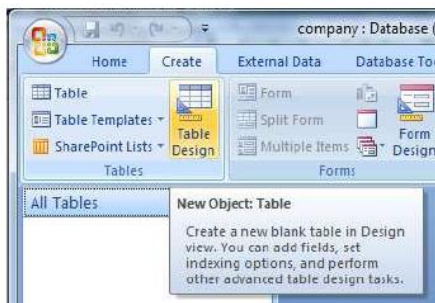 company : Database (
Home Create External Data Database Too
Table
Table Templates
SharePoint Lists
Table
Design
Tables
Form
Split Form
Multiple Items
Form
Design
Forms
All Tables
New Object: Table
Create a new blank table in Design
view. You can add fields, set
indexing options, and perform
other advanced table design tasks.